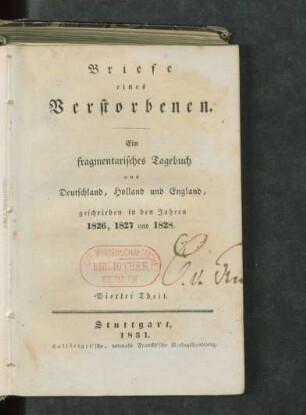 Briefe
eines
Verstorbenen.
Ein
fragmentarisches Tagebuch
aus
Deutschland, Holland und England,
geschrieben in den Jahren
1826, 1827 und 1828.
BIBLIOTHEK
BERLIN
Vierter Theil.
Stuttgart,
1831.
Hallberger'sche, vormals Franckh'sche Verlagshandlung.